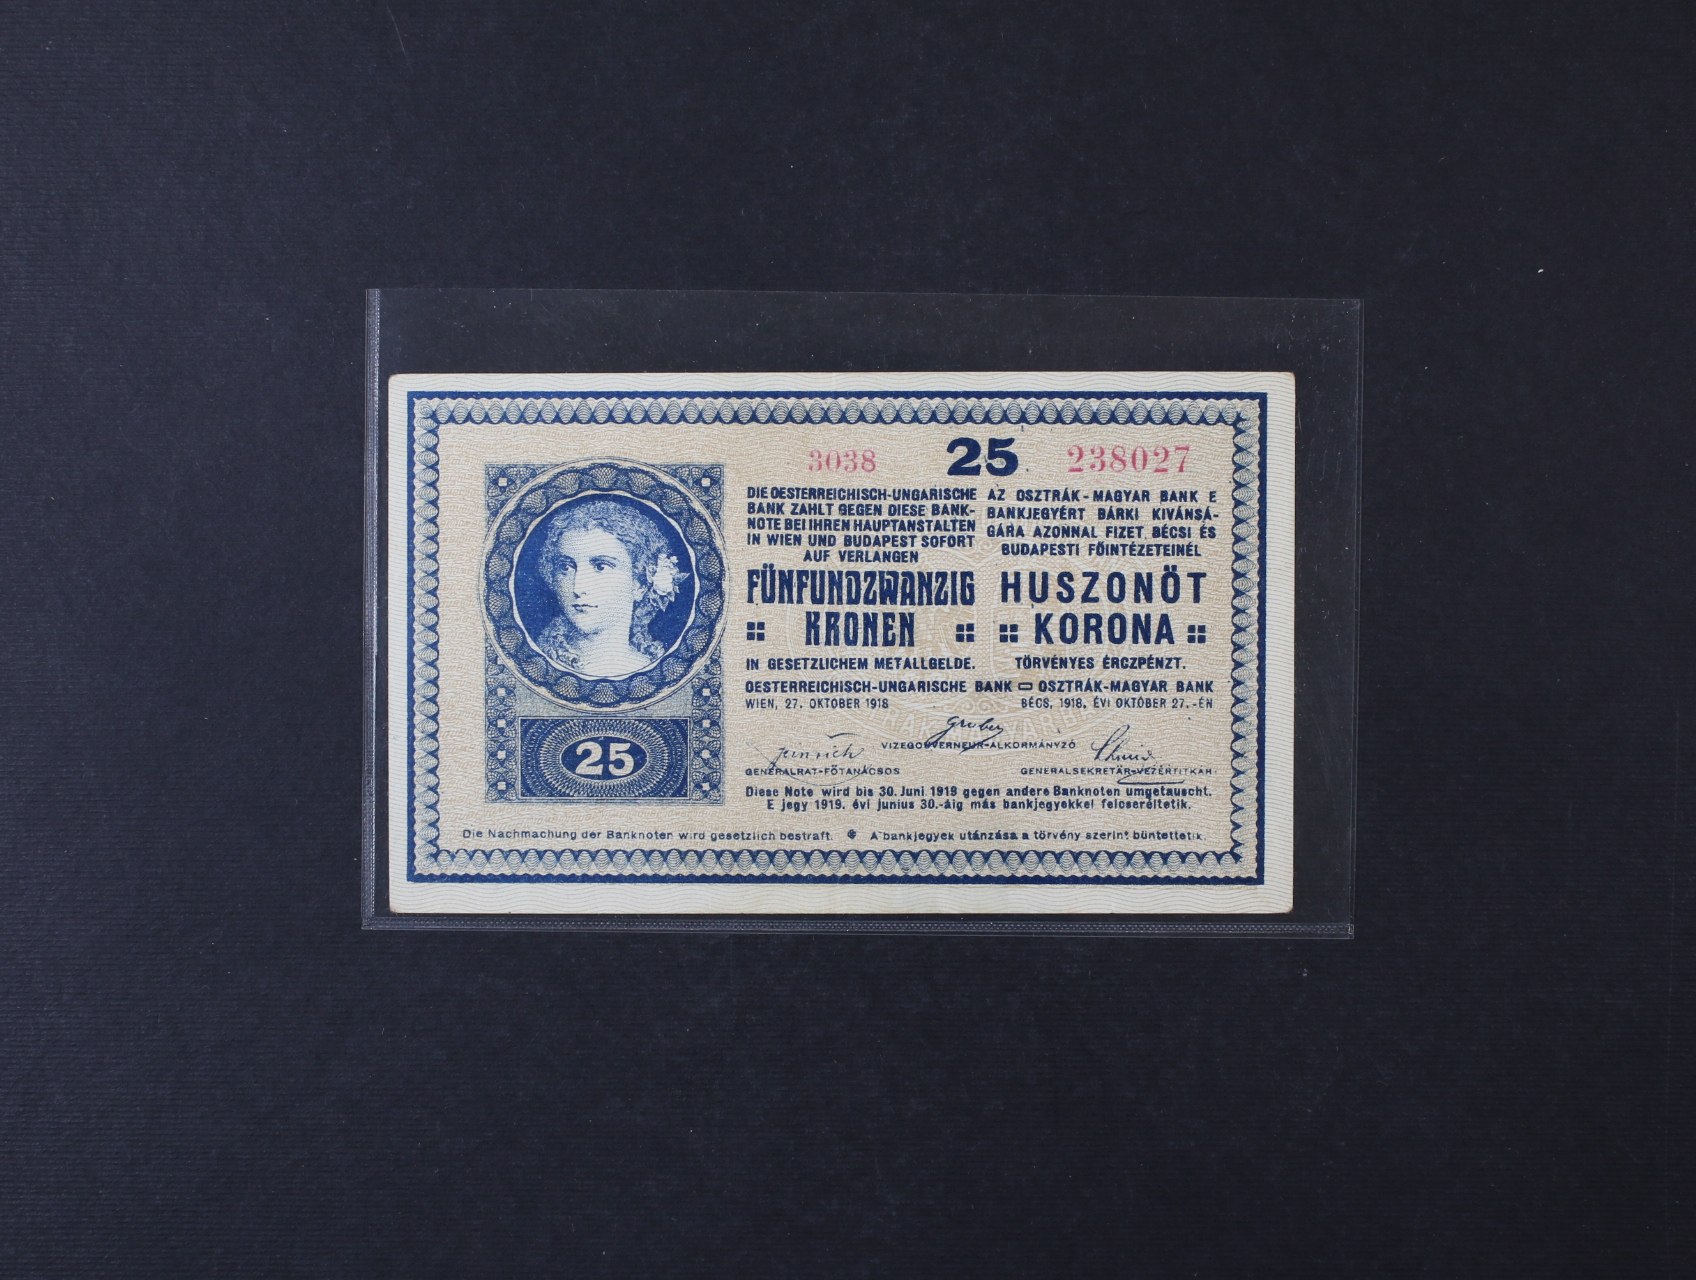 3038 25 238027
DIE OESTERREICHISCH-UNGARISCHE
BANK ZAHLT GEGEN DIESE BANK-
NOTE BEI IHREN HAUPTANSTALTEN
IN WIEN UND BUDAPEST SOFORT
AUF VERLANGEN
FÜNFUNDZWANZIG
KRONEN
IN GESETZLICHEM METALLGELDE.
AZ OSZTRÁK-MAGYAR BANK E
BANKJEGYÉRT BÁRKI KIVÁNSÁ-
GÁRA AZONNAL FIZET BÉCSI ÉS
BUDAPESTI FŐINTÉZETEINÉL
HUSZONÖT
KORONA
TÖRVÉNYES ÉRCZPÉNZT.
OESTERREICHISCH-UNGARISCHE BANK OSZTRÁK-MAGYAR BANK
WIEN, 27. OKTOBER 1918 BÉCS, 1918. ÉVI OKTÓBER 27.-ÉN
Gruber
VIZEGOUVERNEUR-ALKORMÁNYZÓ
GENERALRAT-FŐTANÁCSOS GENERALSEKRETÄR-VEZÉRTITKÁR
Diese Note wird bis 30. Juni 1919 gegen andere Banknoten umgetauscht.
E jegy 1919. évi junius 30.-áig más bankjegyekkel felcseréltetik.
25
Die Nachmachung der Banknoten wird gesetzlich bestraft. A bankjegyek utánzása a törvény szerint büntettetik.